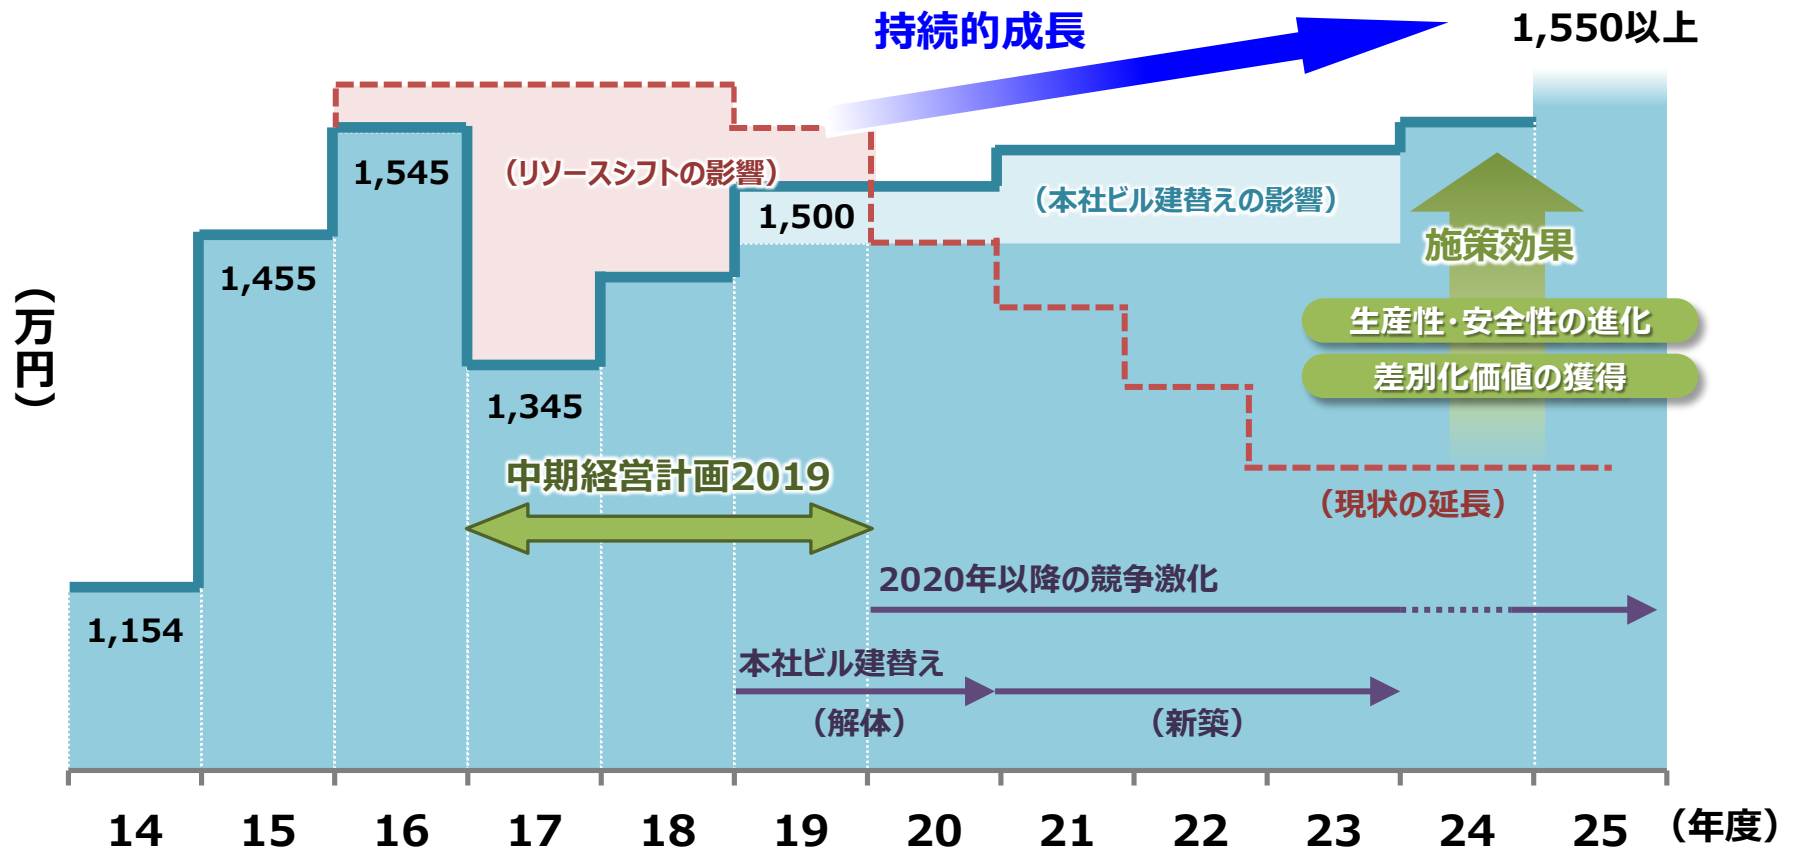 持続的成長
1,550以上
(リソースシフトの影響)
1,545
1,455
1,500
(本社ビル建替えの影響)
施策効果
生産性・安全性の進化
差別化価値の獲得
(万円)
1,345
中期経営計画2019
(現状の延長)
2020年以降の競争激化
1,154
本社ビル建替え
(解体)
(新築)
14 15 16 17 18 19 20 21 22 23 24 25 (年度)